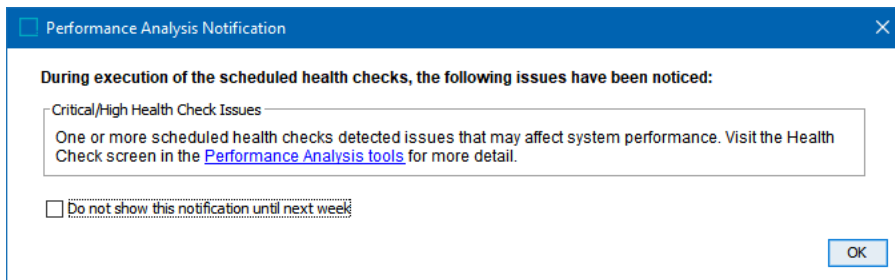 Performance Analysis Notification
During execution of the scheduled health checks, the following issues have been noticed:
Critical/High Health Check Issues
One or more scheduled health checks detected issues that may affect system performance. Visit the Health
Check screen in the Performance Analysis tools for more detail.
Do not show this notification until next week
OK